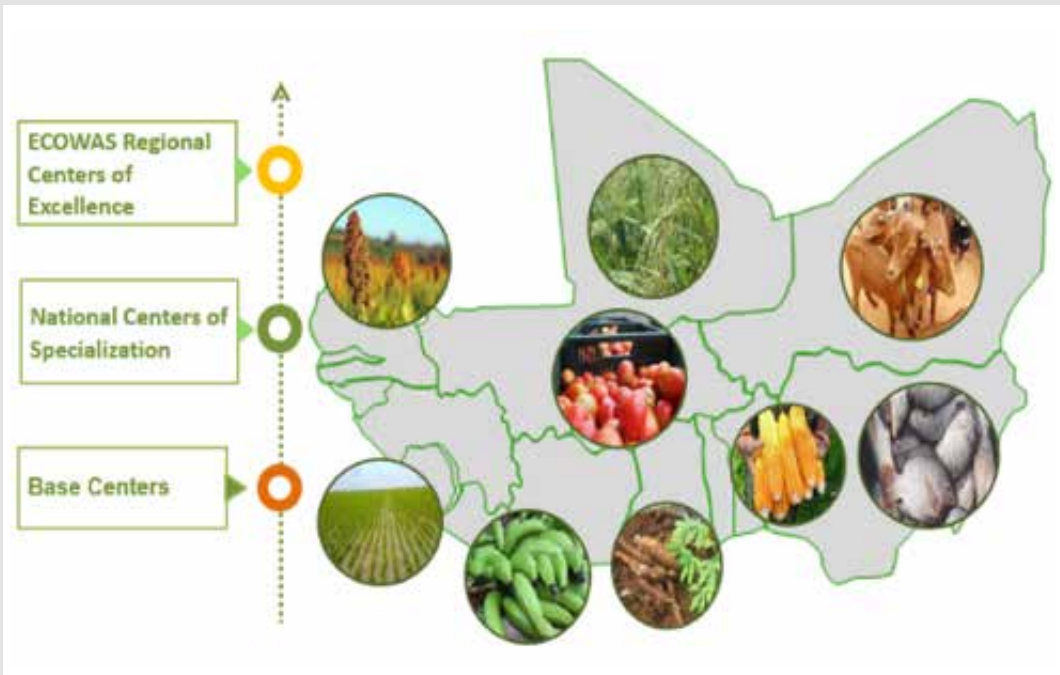 ECOWAS Regional
Centers of
Excellence
National Centers of
Specialization
Base Centers